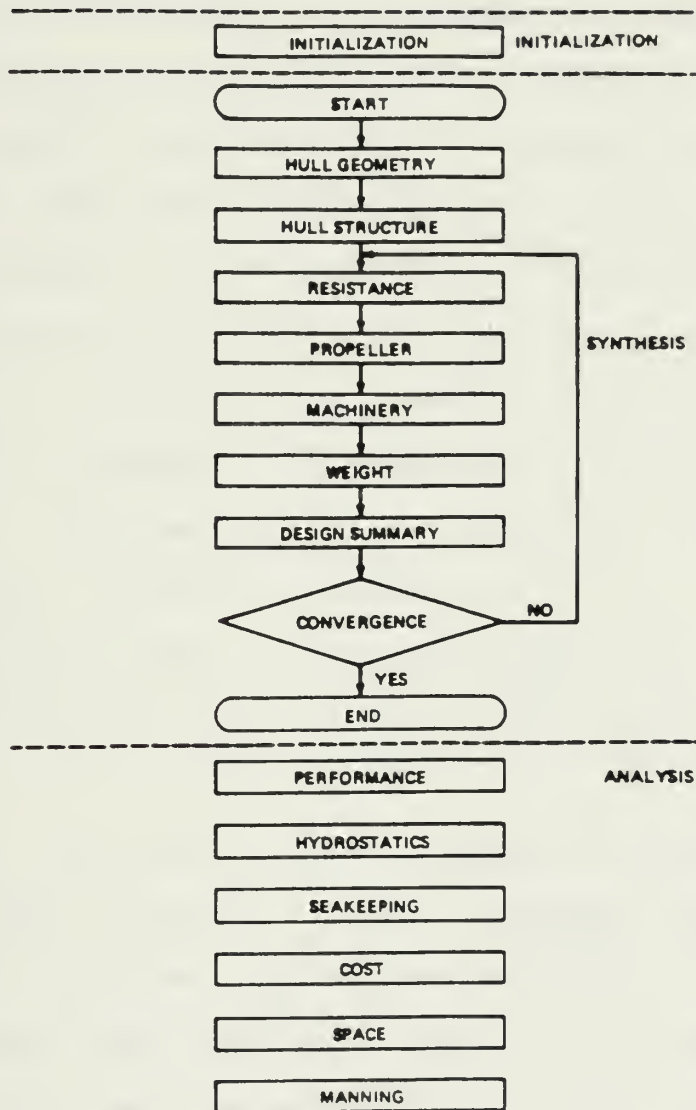 INITIALIZATION INITIALIZATION
START
HULL GEOMETRY
HULL STRUCTURE
RESISTANCE
PROPELLER
SYNTHESIS
MACHINERY
WEIGHT
DESIGN SUMMARY
CONVERGENCE
NO
YES
END
PERFORMANCE ANALYSIS
HYDROSTATICS
SEAKEEPING
COST
SPACE
MANNING